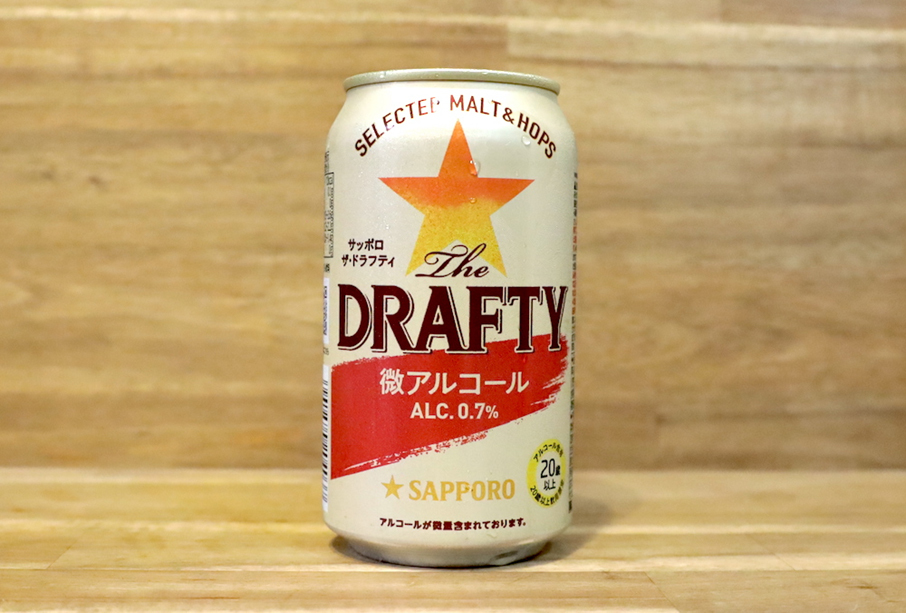 SELECTED MALT&HOPS
サッポロ
ザ・ドラフティ
The
DRAFTY
微アルコール
ALC. 0.7%
20歳
以上
SAPPORO
アルコールが微量含まれております。